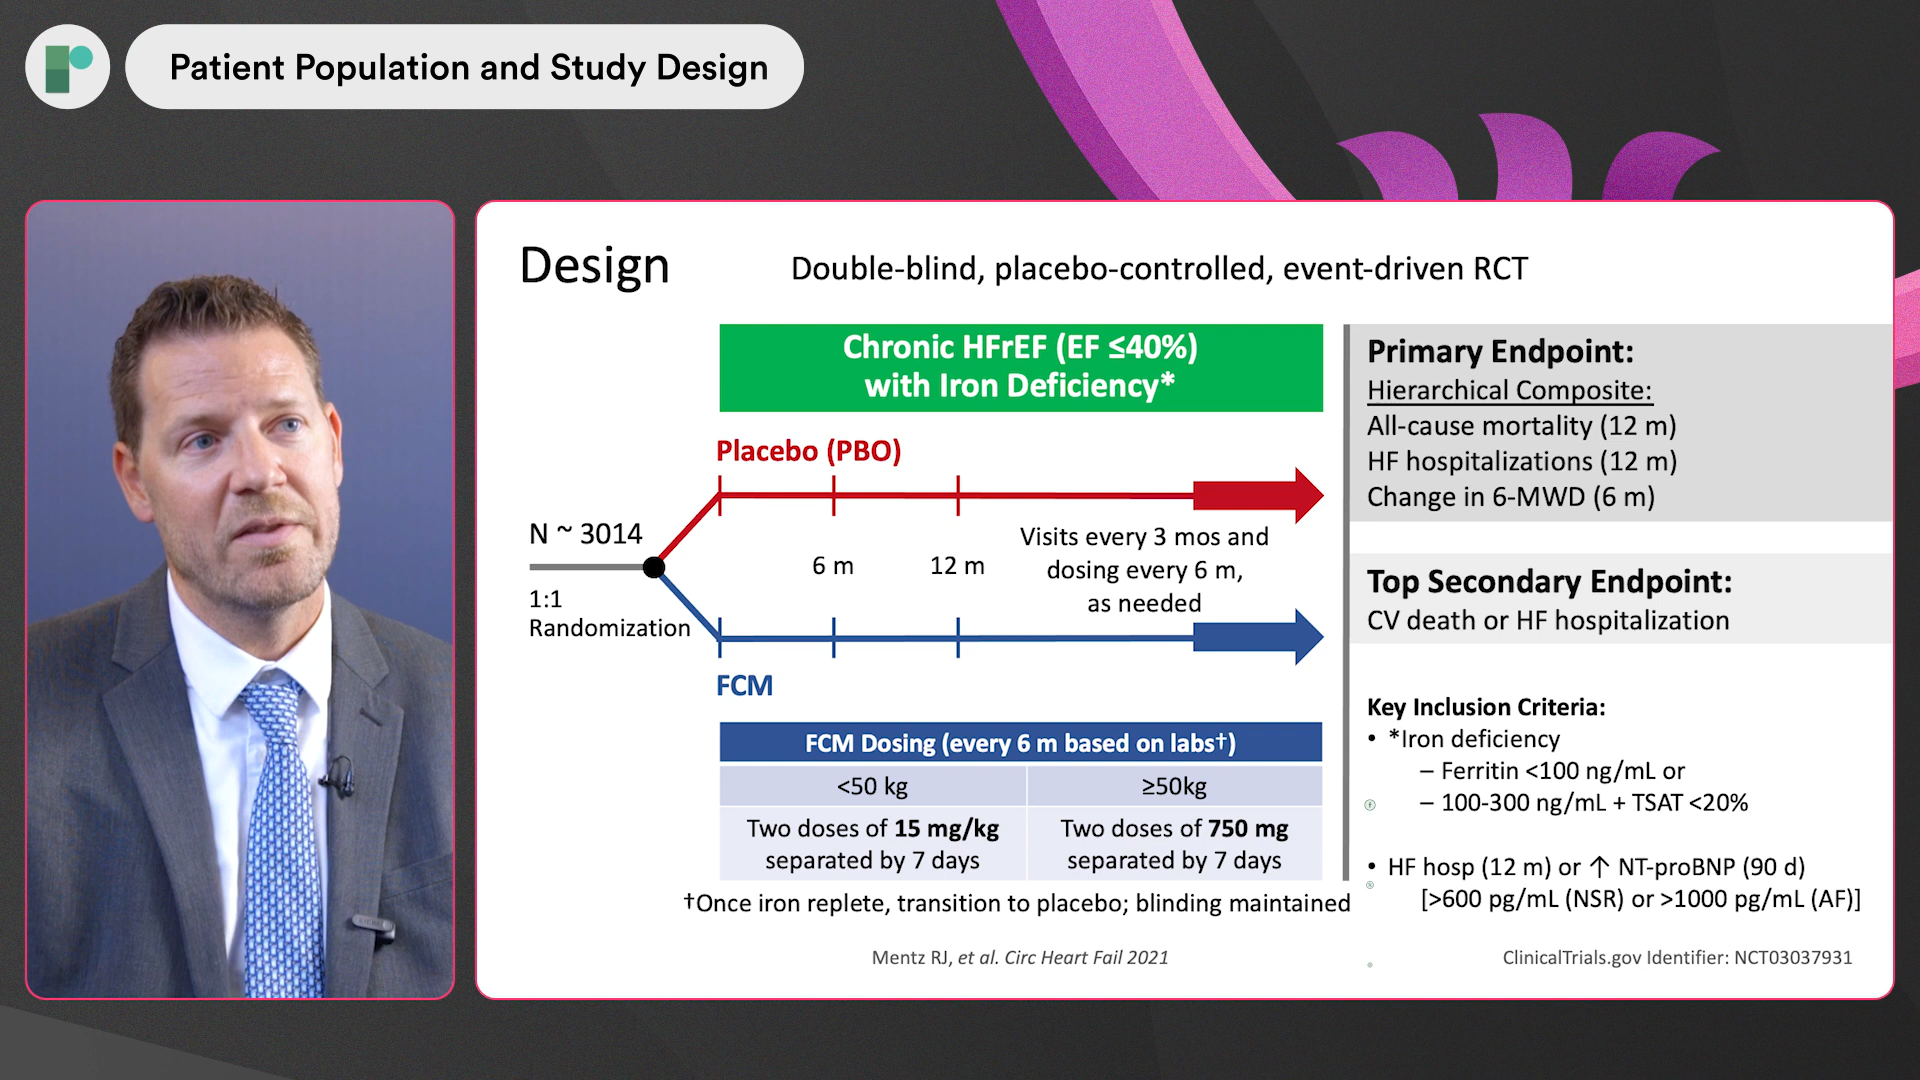 Patient Population and Study Design
Design
Double-blind, placebo-controlled, event-driven RCT
Chronic HFrEF (EF ≤40%)
with Iron Deficiency*
Placebo (PBO)
N ~ 3014
1:1
Randomization
6 m
12 m
Visits every 3 mos and
dosing every 6 m,
as needed
FCM
FCM Dosing (every 6 m based on labs†)
<50 kg
≥50kg
Two doses of 15 mg/kg
separated by 7 days
Two doses of 750 mg
separated by 7 days
†Once iron replete, transition to placebo; blinding maintained
Mentz RJ, et al. Circ Heart Fail 2021
Primary Endpoint:
Hierarchical Composite:
All-cause mortality (12 m)
HF hospitalizations (12 m)
Change in 6-MWD (6 m)
Top Secondary Endpoint:
CV death or HF hospitalization
Key Inclusion Criteria:
• *Iron deficiency
– Ferritin <100 ng/mL or
– 100-300 ng/mL + TSAT <20%
• HF hosp (12 m) or ↑ NT-proBNP (90 d)
[>600 pg/mL (NSR) or >1000 pg/mL (AF)]
ClinicalTrials.gov Identifier: NCT03037931